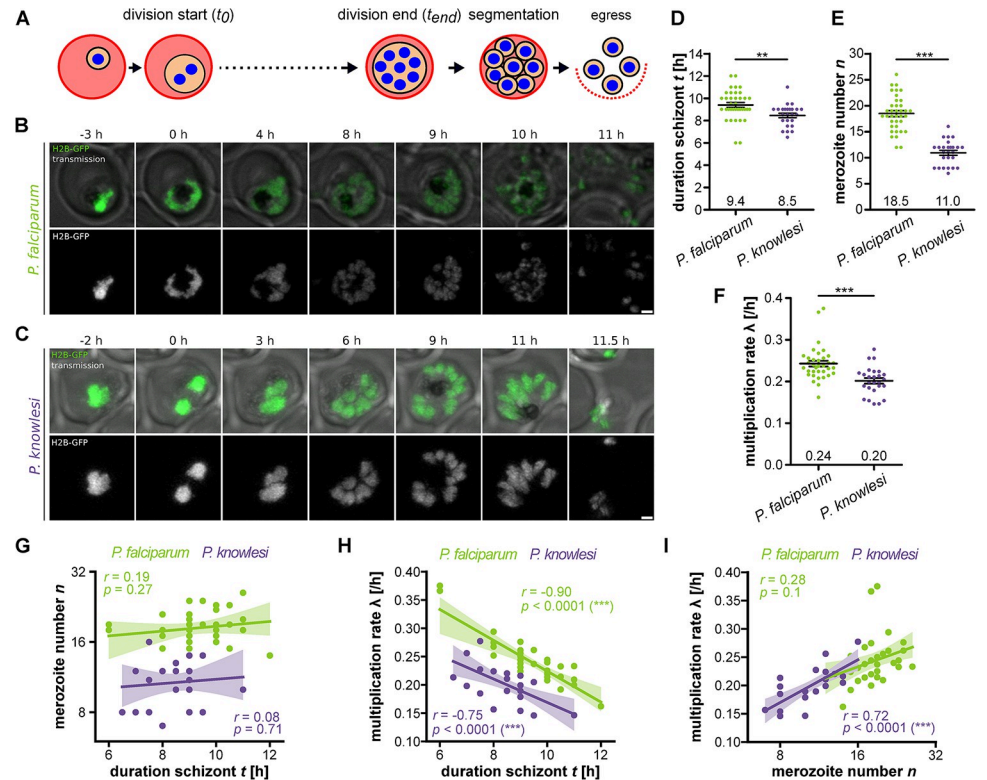 A
division start (t0)
division end (tend)
segmentation
egress
B
-3 h
0 h
4 h
8 h
9 h
10 h
11 h
H2B-GFP
transmission
H2B-GFP
P. falciparum
C
-2 h
0 h
3 h
6 h
9 h
11 h
11.5 h
H2B-GFP
transmission
H2B-GFP
P. knowlesi
D
duration schizont t [h]
14
12
10
8
6
4
2
0
**
9.4
8.5
P. falciparum
P. knowlesi
E
merozoite number n
30
20
10
0
***
18.5
11.0
P. falciparum
P. knowlesi
F
multiplication rate λ [/h]
0.4
0.3
0.2
0.1
0.0
***
0.24
0.20
P. falciparum
P. knowlesi
G
P. falciparum
P. knowlesi
merozoite number n
32
16
8
r = 0.19
p = 0.27
r = 0.08
p = 0.71
6
8
10
12
duration schizont t [h]
H
P. falciparum
P. knowlesi
multiplication rate λ [/h]
0.40
0.35
0.30
0.25
0.20
0.15
0.10
r = -0.90
p < 0.0001 (***)
r = -0.75
p < 0.0001 (***)
6
8
10
12
duration schizont t [h]
I
P. falciparum
P. knowlesi
multiplication rate λ [/h]
0.40
0.35
0.30
0.25
0.20
0.15
0.10
r = 0.28
p = 0.1
r = 0.72
p < 0.0001 (***)
8
16
32
merozoite number n